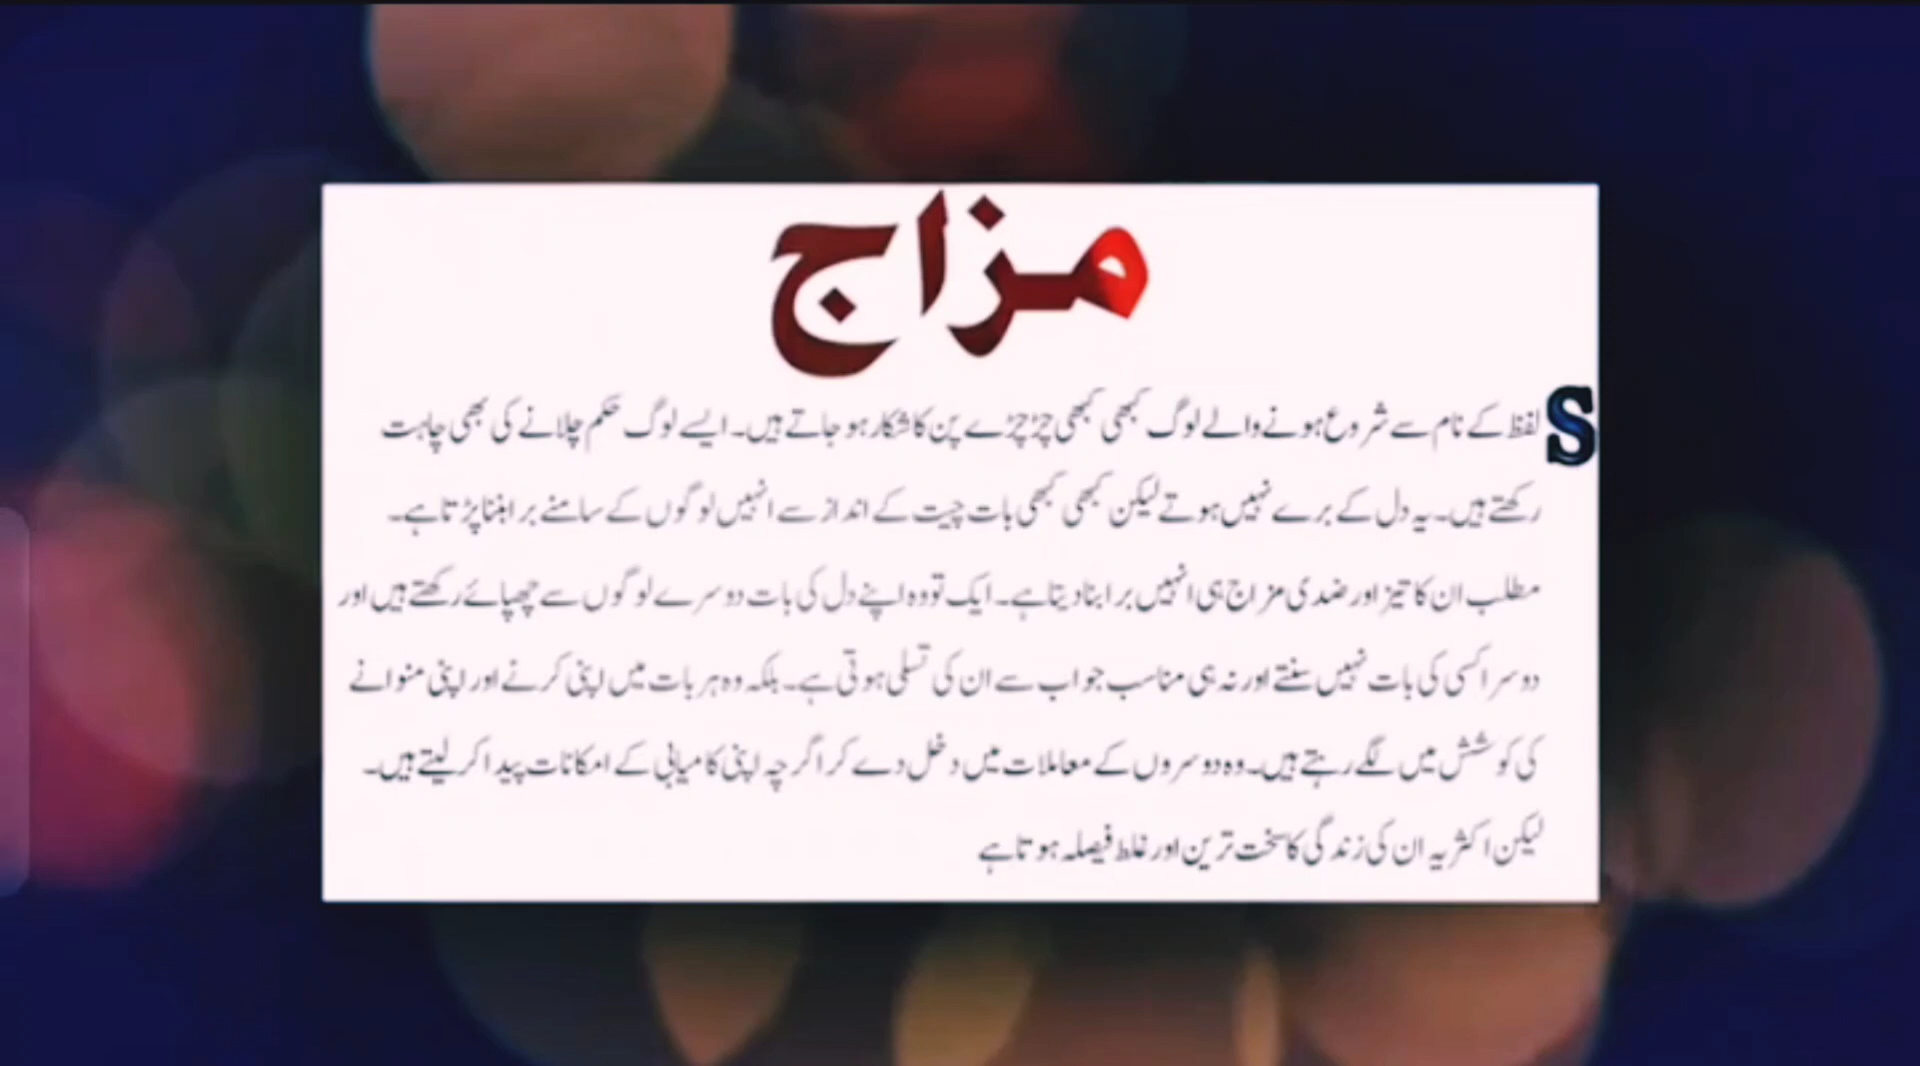 مزاج
S لفظ کے نام سے شروع ہونے والے لوگ کبھی کبھی چڑچڑے پن کا شکار ہو جاتے ہیں۔ ایسے لوگ حکم چلانے کی بھی چاہت
رکھتے ہیں۔ یہ دل کے برے نہیں ہوتے لیکن کبھی کبھی بات چیت کے انداز سے انہیں لوگوں کے سامنے برا بننا پڑتا ہے۔
مطلب ان کا تیز اور ضدی مزاج ہی انہیں برا بنا دیتا ہے۔ ایک تو وہ اپنے دل کی بات دوسرے لوگوں سے چھپائے رکھتے ہیں اور
دوسرا کسی کی بات نہیں سنتے اور نہ ہی مناسب جواب سے ان کی تسلی ہوتی ہے۔ بلکہ وہ ہر بات میں اپنی کرنے اور اپنی منوانے
کی کوشش میں لگے رہتے ہیں۔ وہ دوسروں کے معاملات میں دخل دے کر اگرچہ اپنی کامیابی کے امکانات پیدا کر لیتے ہیں۔
لیکن اکثر یہ ان کی زندگی کا سخت ترین اور غلط فیصلہ ہوتا ہے